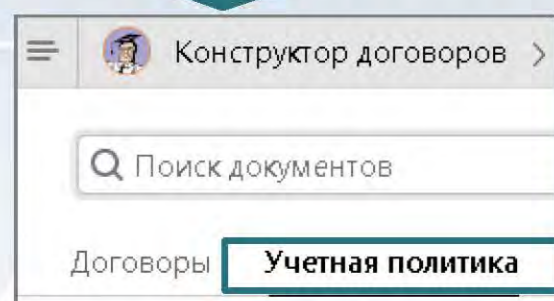 Конструктор договоров >
Поиск документов
Договоры Учетная политика